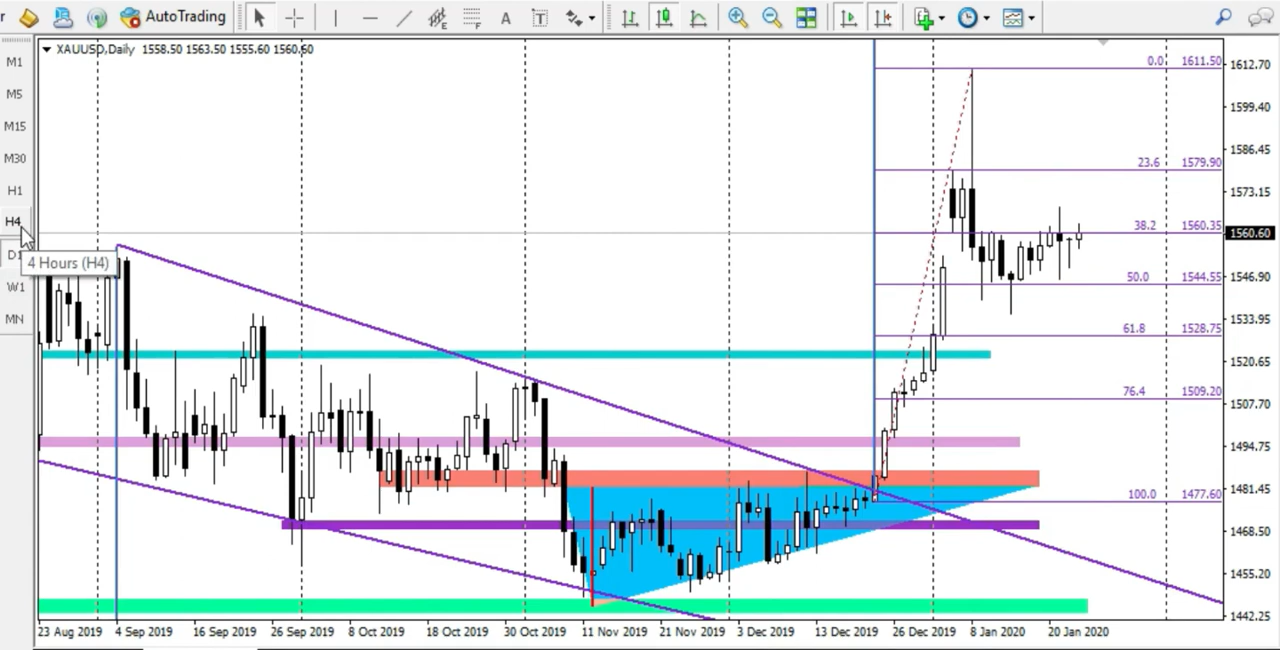 AutoTrading
A
T
E
F
M1
M5
M15
M30
H1
H4
D1
W1
MN
4 Hours (H4)
XAUUSD,Daily 1558.50 1563.50 1555.60 1560.60
0.0 1611.50
23.6 1579.90
38.2 1560.35
50.0 1544.55
61.8 1528.75
76.4 1509.20
100.0 1477.60
1612.70
1599.40
1586.45
1573.15
1560.60
1546.90
1533.95
1520.65
1507.70
1494.75
1481.45
1468.50
1455.20
1442.25
23 Aug 2019 4 Sep 2019 16 Sep 2019 26 Sep 2019 8 Oct 2019 18 Oct 2019 30 Oct 2019 11 Nov 2019 21 Nov 2019 3 Dec 2019 13 Dec 2019 26 Dec 2019 8 Jan 2020 20 Jan 2020